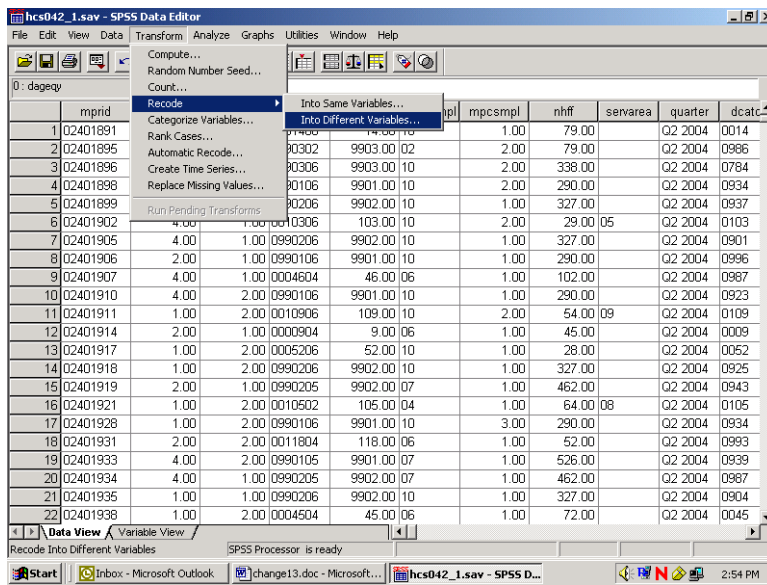 hcs042_1.sav - SPSS Data Editor
File Edit View Data Transform Analyze Graphs Utilities Window Help
Compute...
Random Number Seed...
Count...
Recode
Categorize Variables...
Rank Cases...
Automatic Recode...
Create Time Series...
Replace Missing Values...
Run Pending Transforms
Into Same Variables...
Into Different Variables...
0 : dageqy
mprid mpcsmpl nhff servarea quarter dcatc
1 02401891 1.00 79.00 Q2 2004 0014
2 02401895 9903.00 02 2.00 79.00 Q2 2004 0986
3 02401896 9903.00 10 2.00 338.00 Q2 2004 0784
4 02401898 9901.00 10 2.00 290.00 Q2 2004 0934
5 02401899 9902.00 10 1.00 327.00 Q2 2004 0937
6 02401902 4.00 1.00 0010306 103.00 10 2.00 29.00 05 Q2 2004 0103
7 02401905 4.00 1.00 0990206 9902.00 10 1.00 327.00 Q2 2004 0901
8 02401906 2.00 1.00 0990106 9901.00 10 1.00 290.00 Q2 2004 0996
9 02401907 4.00 1.00 0004604 46.00 06 1.00 102.00 Q2 2004 0987
10 02401910 4.00 2.00 0990106 9901.00 10 1.00 290.00 Q2 2004 0923
11 02401911 1.00 2.00 0010906 109.00 10 2.00 54.00 09 Q2 2004 0109
12 02401914 2.00 1.00 0000904 9.00 06 1.00 45.00 Q2 2004 0009
13 02401917 1.00 2.00 0005206 52.00 10 1.00 28.00 Q2 2004 0052
14 02401918 1.00 2.00 0990206 9902.00 10 1.00 327.00 Q2 2004 0925
15 02401919 2.00 1.00 0990205 9902.00 07 1.00 462.00 Q2 2004 0943
16 02401921 1.00 2.00 0010502 105.00 04 1.00 64.00 08 Q2 2004 0105
17 02401928 1.00 2.00 0990106 9901.00 10 3.00 290.00 Q2 2004 0934
18 02401931 2.00 2.00 0011804 118.00 06 1.00 52.00 Q2 2004 0993
19 02401933 4.00 2.00 0990105 9901.00 07 1.00 526.00 Q2 2004 0939
20 02401934 4.00 1.00 0990205 9902.00 07 1.00 462.00 Q2 2004 0987
21 02401935 1.00 1.00 0990206 9902.00 10 1.00 327.00 Q2 2004 0904
22 02401938 1.00 2.00 0004504 45.00 06 1.00 72.00 Q2 2004 0045
Data View Variable View
Recode Into Different Variables SPSS Processor is ready
Start Inbox - Microsoft Outlook change13.doc - Microsoft... hcs042_1.sav - SPSS D... 2:54 PM